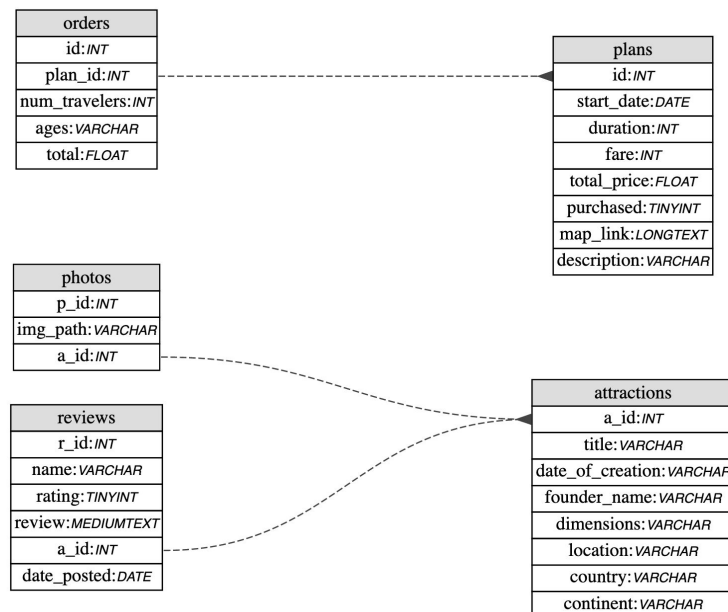 orders
id:INT
plan_id:INT
num_travelers:INT
ages:VARCHAR
total:FLOAT
plans
id:INT
start_date:DATE
duration:INT
fare:INT
total_price:FLOAT
purchased:TINYINT
map_link:LONGTEXT
description:VARCHAR
photos
p_id:INT
img_path:VARCHAR
a_id:INT
reviews
r_id:INT
name:VARCHAR
rating:TINYINT
review:MEDIUMTEXT
a_id:INT
date_posted:DATE
attractions
a_id:INT
title:VARCHAR
date_of_creation:VARCHAR
founder_name:VARCHAR
dimensions:VARCHAR
location:VARCHAR
country:VARCHAR
continent:VARCHAR